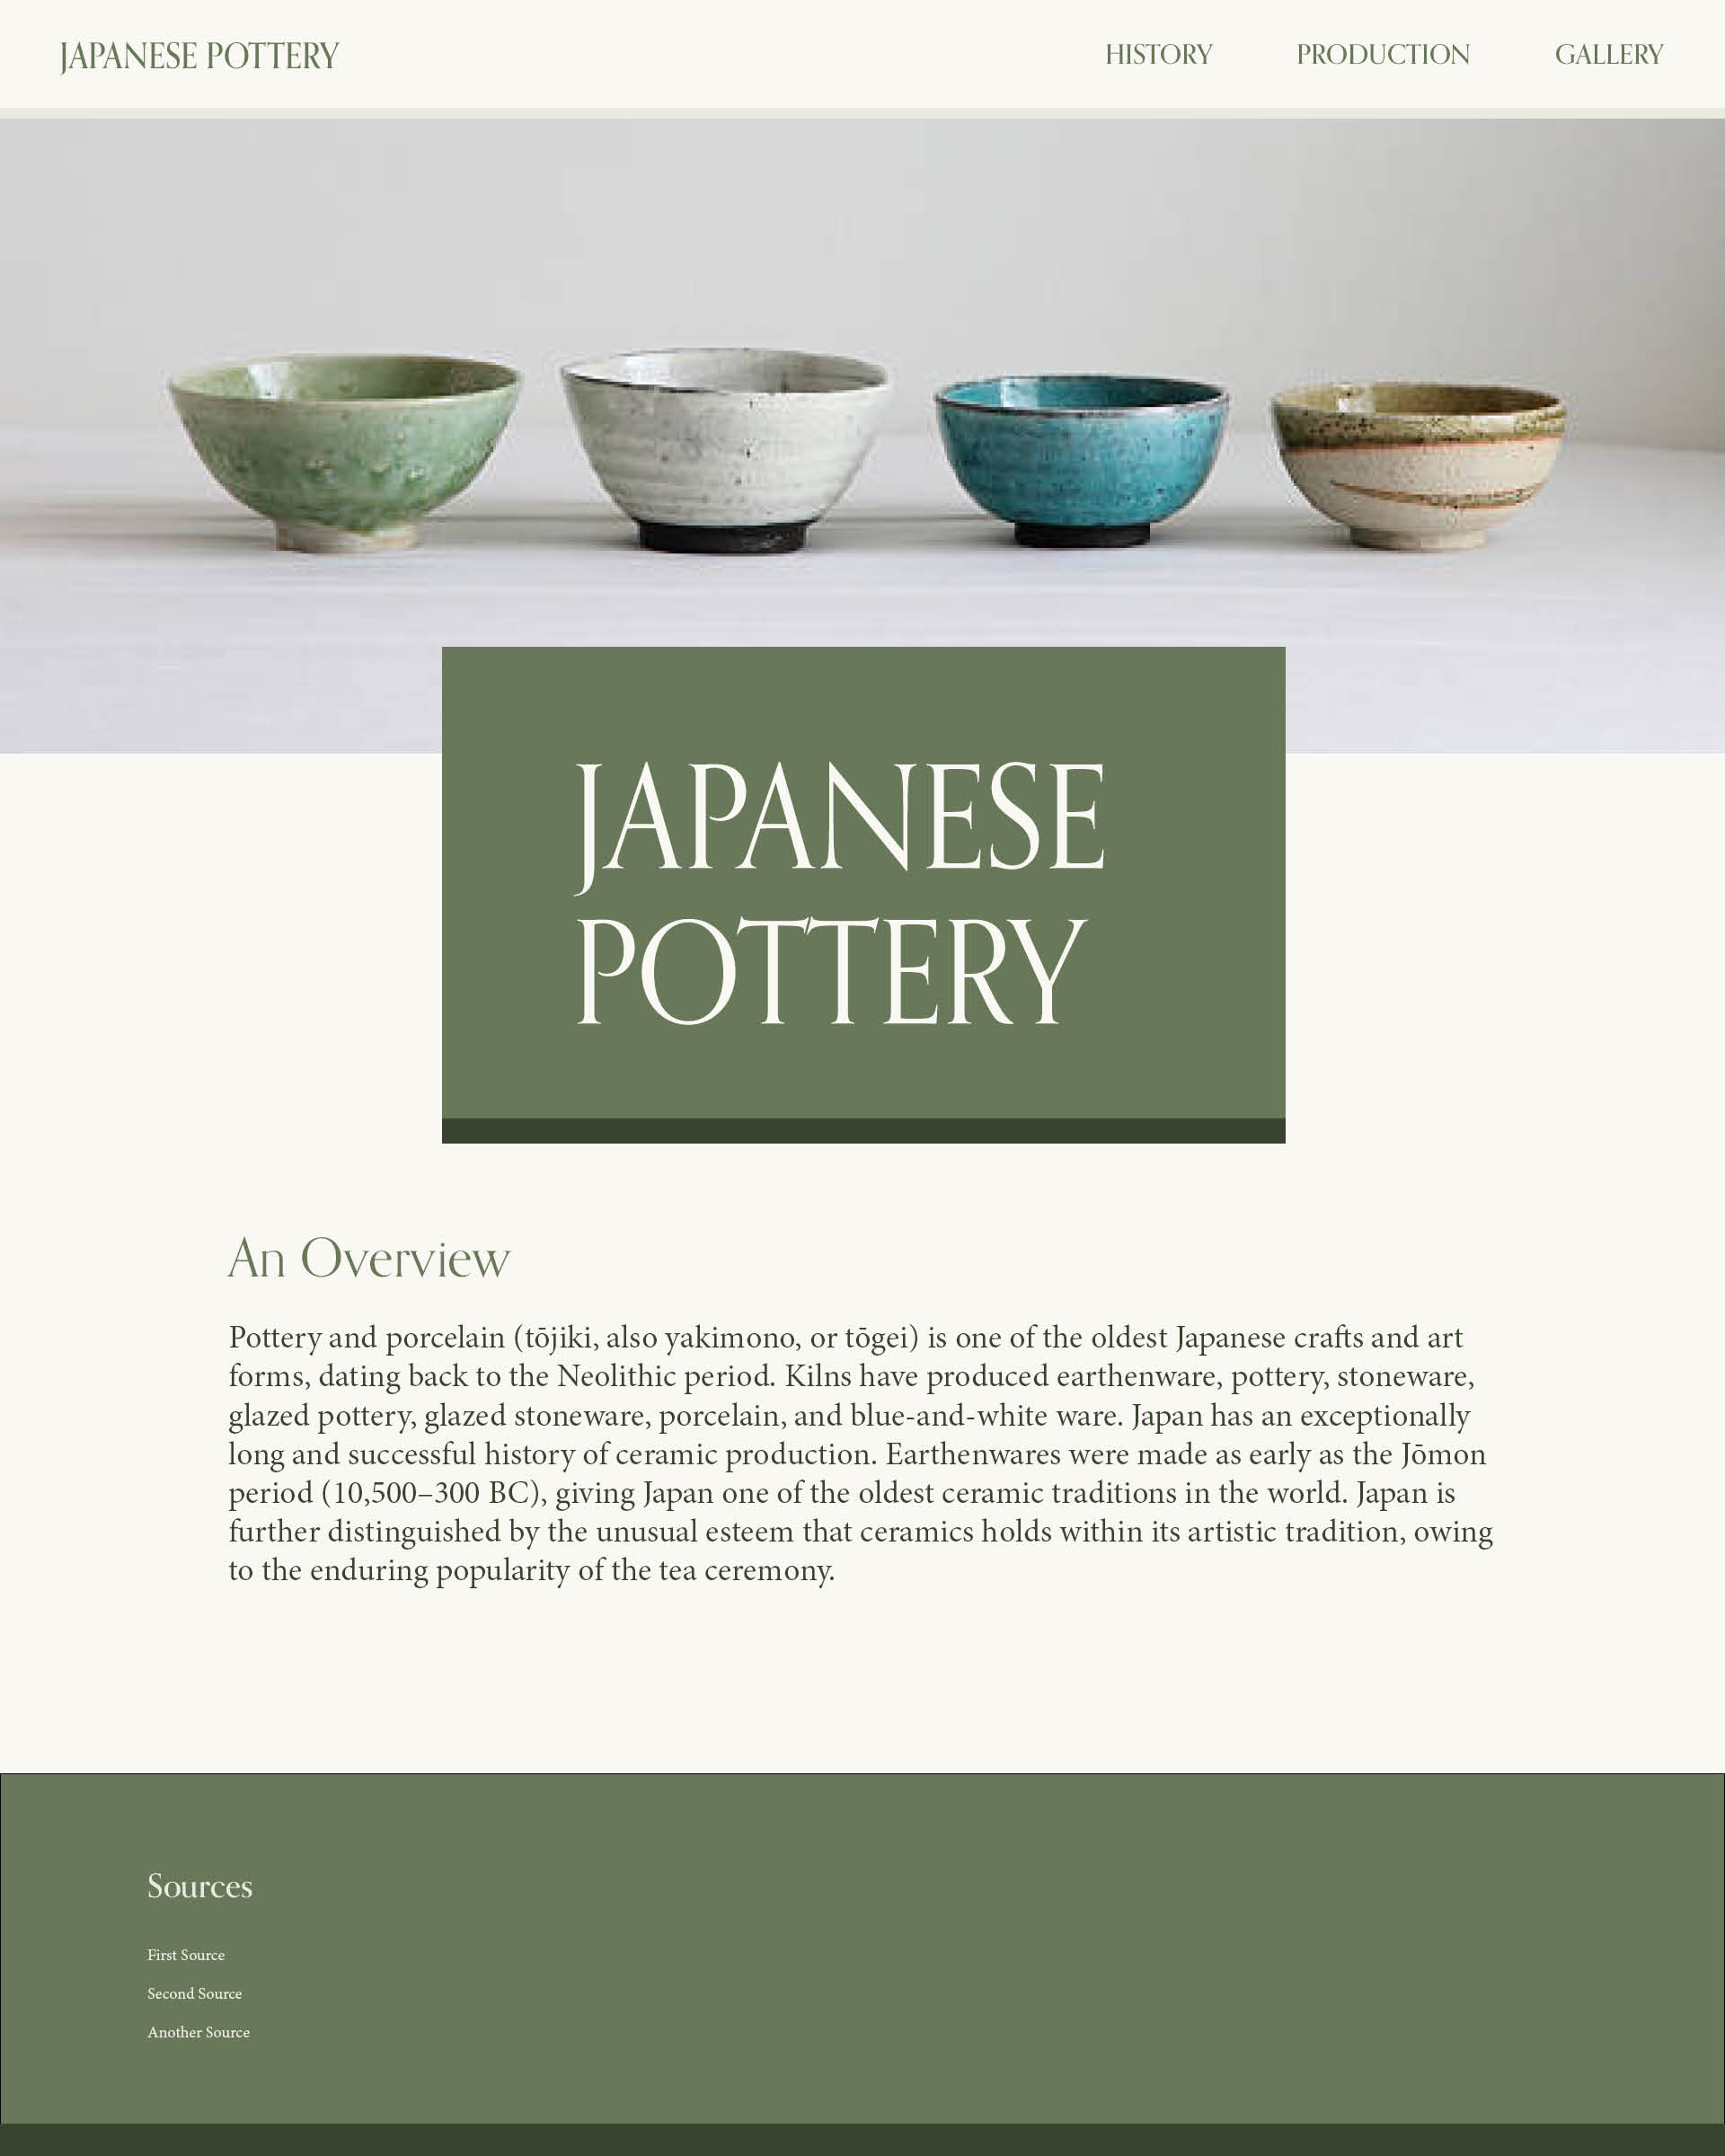 JAPANESE POTTERY
HISTORY PRODUCTION GALLERY
JAPANESE
POTTERY
An Overview
Pottery and porcelain (tōjiki, also yakimono, or tōgei) is one of the oldest Japanese crafts and art
forms, dating back to the Neolithic period. Kilns have produced earthenware, pottery, stoneware,
glazed pottery, glazed stoneware, porcelain, and blue-and-white ware. Japan has an exceptionally
long and successful history of ceramic production. Earthenwares were made as early as the Jōmon
period (10,500–300 BC), giving Japan one of the oldest ceramic traditions in the world. Japan is
further distinguished by the unusual esteem that ceramics holds within its artistic tradition, owing
to the enduring popularity of the tea ceremony.
Sources
First Source
Second Source
Another Source